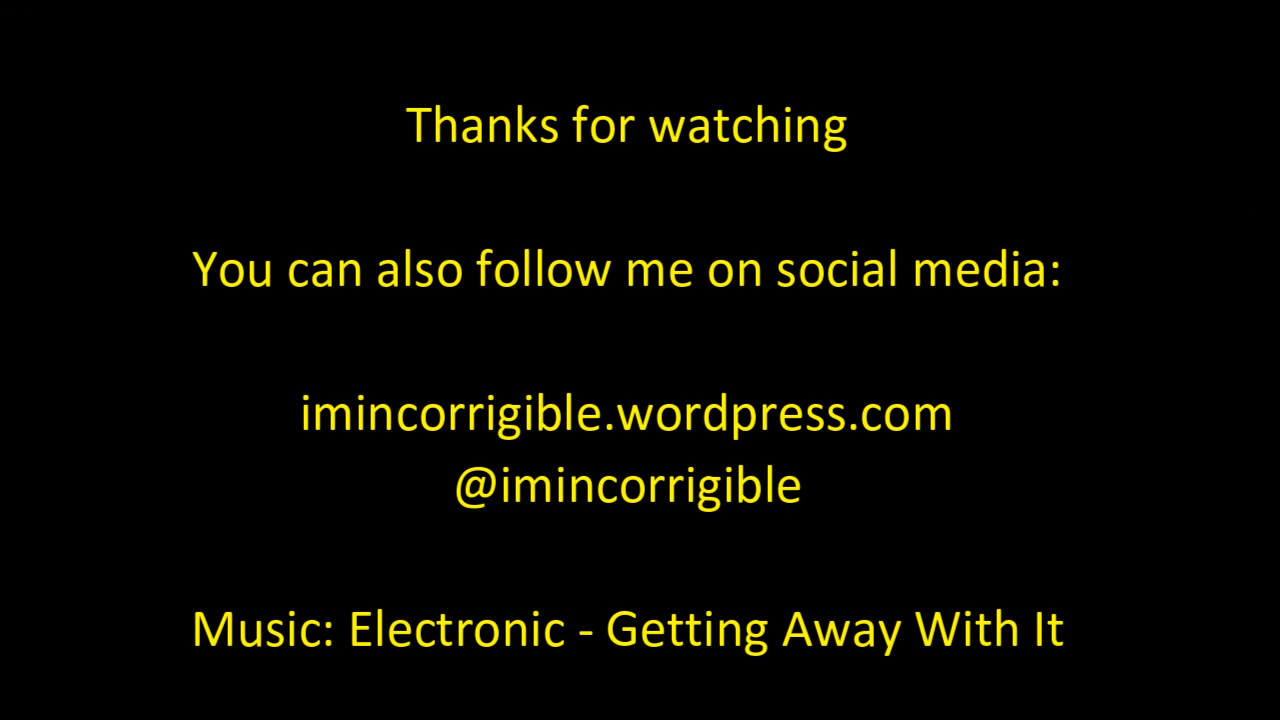 Thanks for watching
You can also follow me on social media:
imincorrigible.wordpress.com
@imincorrigible
Music: Electronic - Getting Away With It